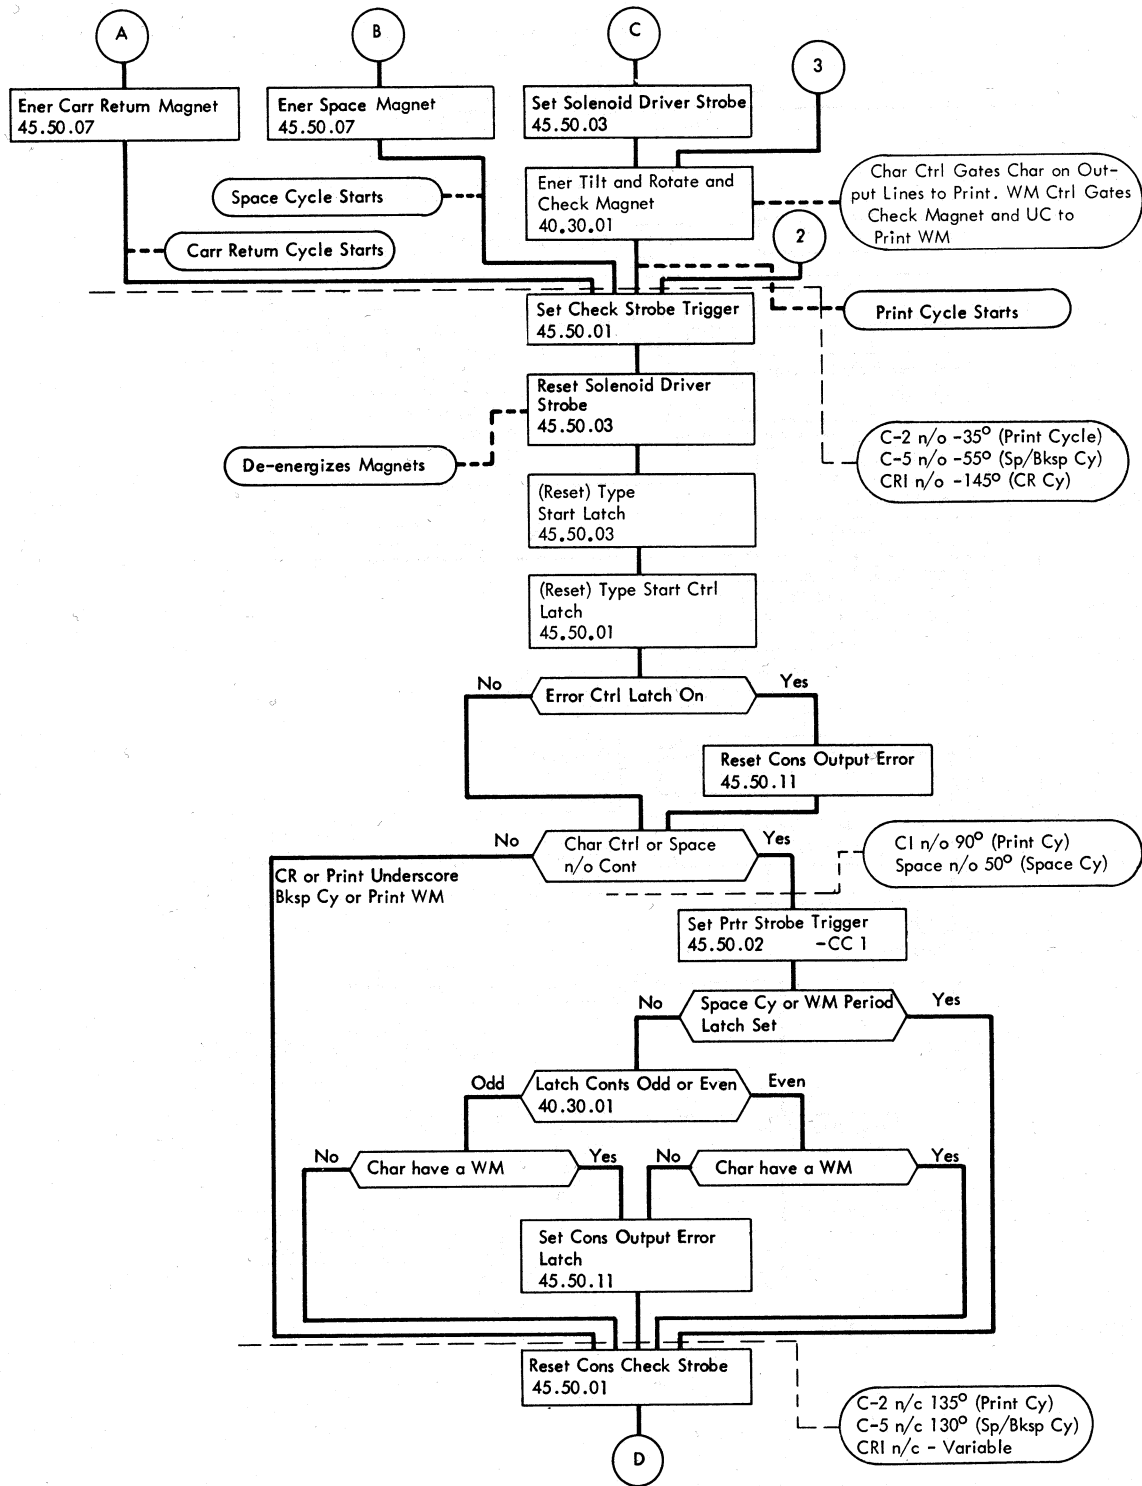 A
B
C
3
Ener Carr Return Magnet
45.50.07
Ener Space Magnet
45.50.07
Set Solenoid Driver Strobe
45.50.03
Ener Tilt and Rotate and
Check Magnet
40.30.01
Char Ctrl Gates Char on Out-
put Lines to Print. WM Ctrl Gates
Check Magnet and UC to
Print WM
Space Cycle Starts
Carr Return Cycle Starts
2
Set Check Strobe Trigger
45.50.01
Print Cycle Starts
Reset Solenoid Driver
Strobe
45.50.03
De-energizes Magnets
C-2 n/o -35° (Print Cycle)
C-5 n/o -55° (Sp/Bksp Cy)
CRI n/o -145° (CR Cy)
(Reset) Type
Start Latch
45.50.03
(Reset) Type Start Ctrl
Latch
45.50.01
No
Error Ctrl Latch On
Yes
Reset Cons Output Error
45.50.11
No
Char Ctrl or Space
n/o Cont
Yes
CI n/o 90° (Print Cy)
Space n/o 50° (Space Cy)
CR or Print Underscore
Bksp Cy or Print WM
Set Prtr Strobe Trigger
45.50.02 -CC 1
No
Space Cy or WM Period
Latch Set
Yes
Odd
Latch Conts Odd or Even
40.30.01
Even
No
Char have a WM
Yes
No
Char have a WM
Yes
Set Cons Output Error
Latch
45.50.11
Reset Cons Check Strobe
45.50.01
C-2 n/c 135° (Print Cy)
C-5 n/c 130° (Sp/Bksp Cy)
CRI n/c - Variable
D